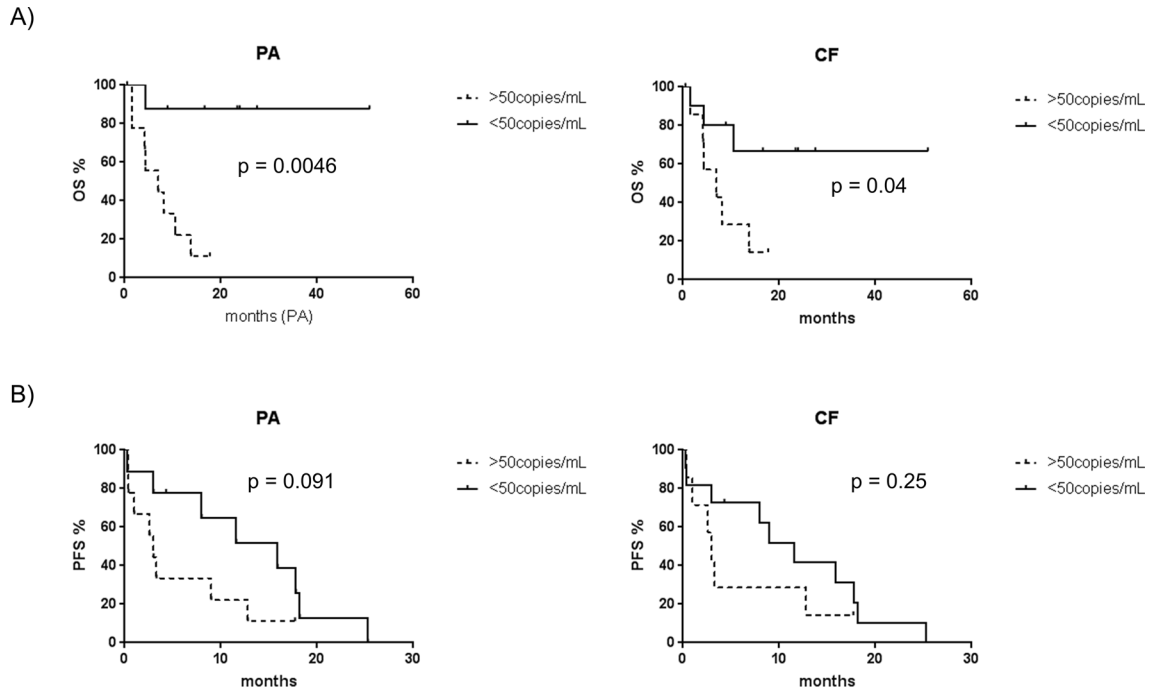 A)
PA
CF
100
80
60
40
20
0
OS %
0 20 40 60
months (PA)
>50copies/mL
<50copies/mL
p = 0.0046
100
80
60
40
20
0
OS %
0 20 40 60
months
>50copies/mL
<50copies/mL
p = 0.04
B)
PA
CF
100
80
60
40
20
0
PFS %
0 10 20 30
months
>50copies/mL
<50copies/mL
p = 0.091
100
80
60
40
20
0
PFS %
0 10 20 30
months
>50copies/mL
<50copies/mL
p = 0.25